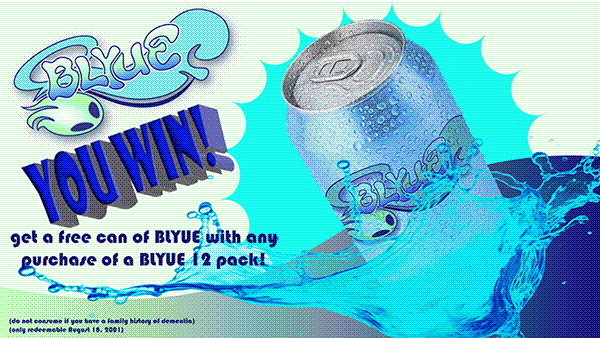 BLYUE
YOU WIN!
get a free can of BLYUE with any
purchase of a BLYUE 12 pack!
BLYUE
(do not consume if you have a family history of dementia)
(only redeemable August 18, 2001)